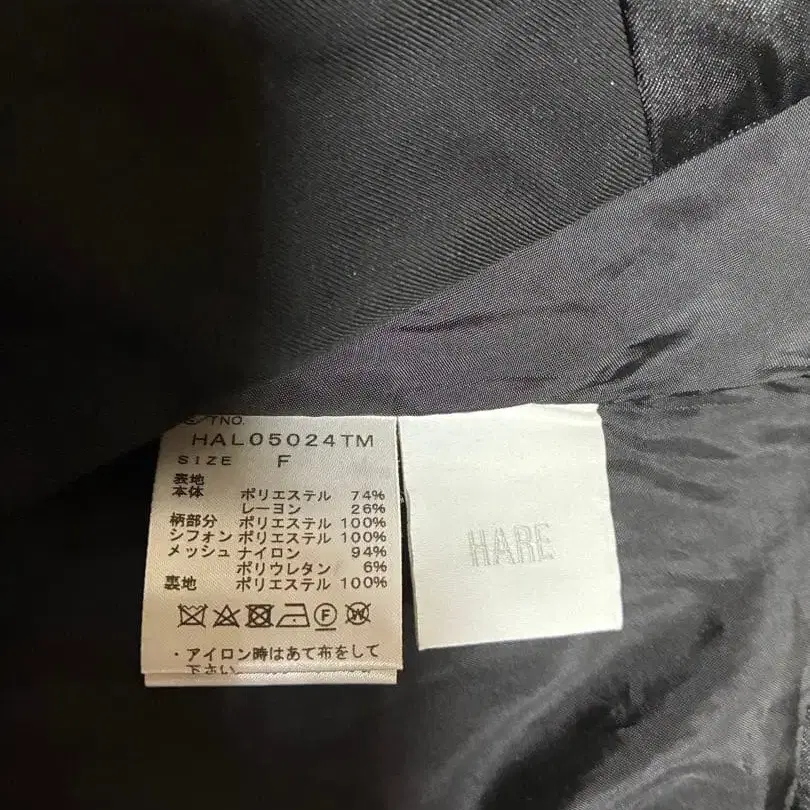 TNO.
HAL05024TM
SIZE F
表地
本体 ポリエステル 74%
レーヨン 26%
柄部分 ポリエステル 100%
シフォン ポリエステル 100%
メッシュ ナイロン 94%
ポリウレタン 6%
裏地 ポリエステル 100%
F W
・アイロン時はあて布をして
下さい
HARE